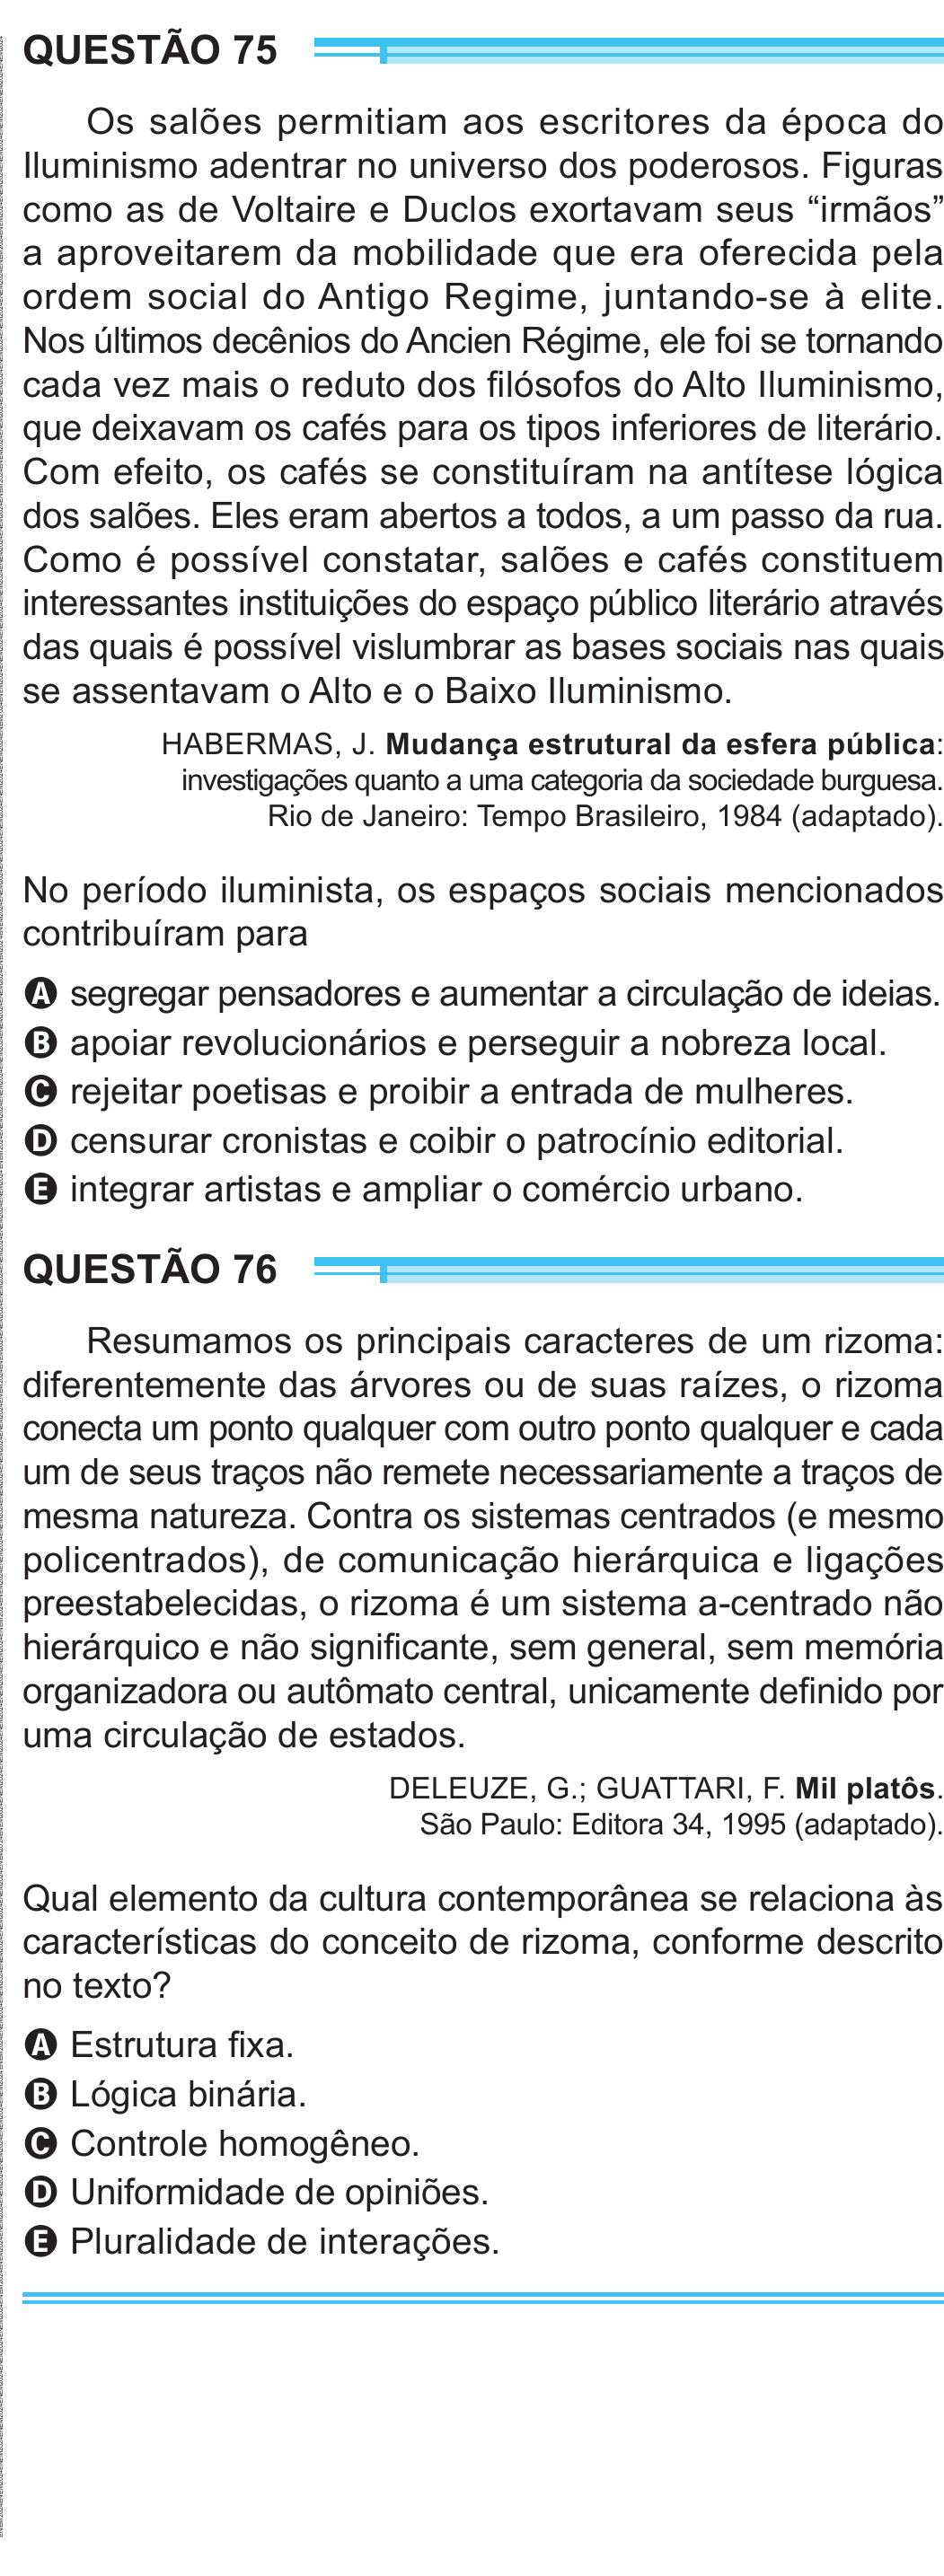 QUESTÃO 75
Os salões permitiam aos escritores da época do
Iluminismo adentrar no universo dos poderosos. Figuras
como as de Voltaire e Duclos exortavam seus “irmãos”
a aproveitarem da mobilidade que era oferecida pela
ordem social do Antigo Regime, juntando-se à elite.
Nos últimos decênios do Ancien Régime, ele foi se tornando
cada vez mais o reduto dos filósofos do Alto Iluminismo,
que deixavam os cafés para os tipos inferiores de literário.
Com efeito, os cafés se constituíram na antítese lógica
dos salões. Eles eram abertos a todos, a um passo da rua.
Como é possível constatar, salões e cafés constituem
interessantes instituições do espaço público literário através
das quais é possível vislumbrar as bases sociais nas quais
se assentavam o Alto e o Baixo Iluminismo.
HABERMAS, J. Mudança estrutural da esfera pública:
investigações quanto a uma categoria da sociedade burguesa.
Rio de Janeiro: Tempo Brasileiro, 1984 (adaptado).
No período iluminista, os espaços sociais mencionados
contribuíram para
A segregar pensadores e aumentar a circulação de ideias.
B apoiar revolucionários e perseguir a nobreza local.
C rejeitar poetisas e proibir a entrada de mulheres.
D censurar cronistas e coibir o patrocínio editorial.
E integrar artistas e ampliar o comércio urbano.
QUESTÃO 76
Resumamos os principais caracteres de um rizoma:
diferentemente das árvores ou de suas raízes, o rizoma
conecta um ponto qualquer com outro ponto qualquer e cada
um de seus traços não remete necessariamente a traços de
mesma natureza. Contra os sistemas centrados (e mesmo
policentrados), de comunicação hierárquica e ligações
preestabelecidas, o rizoma é um sistema a-centrado não
hierárquico e não significante, sem general, sem memória
organizadora ou autômato central, unicamente definido por
uma circulação de estados.
DELEUZE, G.; GUATTARI, F. Mil platôs.
São Paulo: Editora 34, 1995 (adaptado).
Qual elemento da cultura contemporânea se relaciona às
características do conceito de rizoma, conforme descrito
no texto?
A Estrutura fixa.
B Lógica binária.
C Controle homogêneo.
D Uniformidade de opiniões.
E Pluralidade de interações.